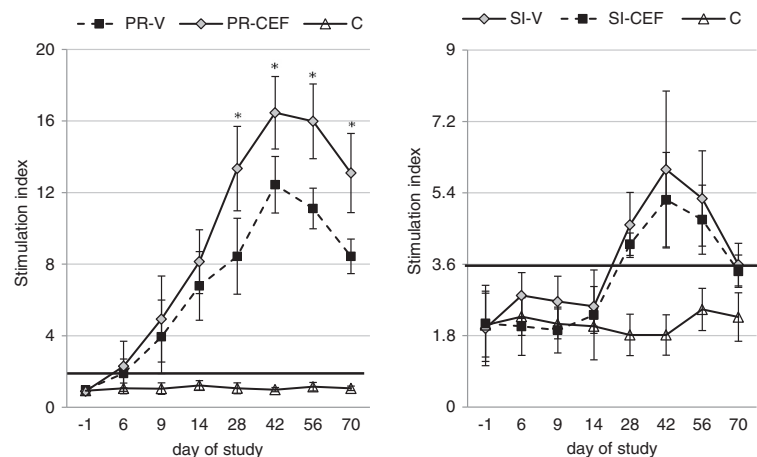 PR-V PR-CEF C
Stimulation index
20
16
12
8
4
0
* * * *
-1 6 9 14 28 42 56 70
day of study
SI-V SI-CEF C
Stimulation index
9
7.2
5.4
3.6
1.8
0
-1 6 9 14 28 42 56 70
day of study